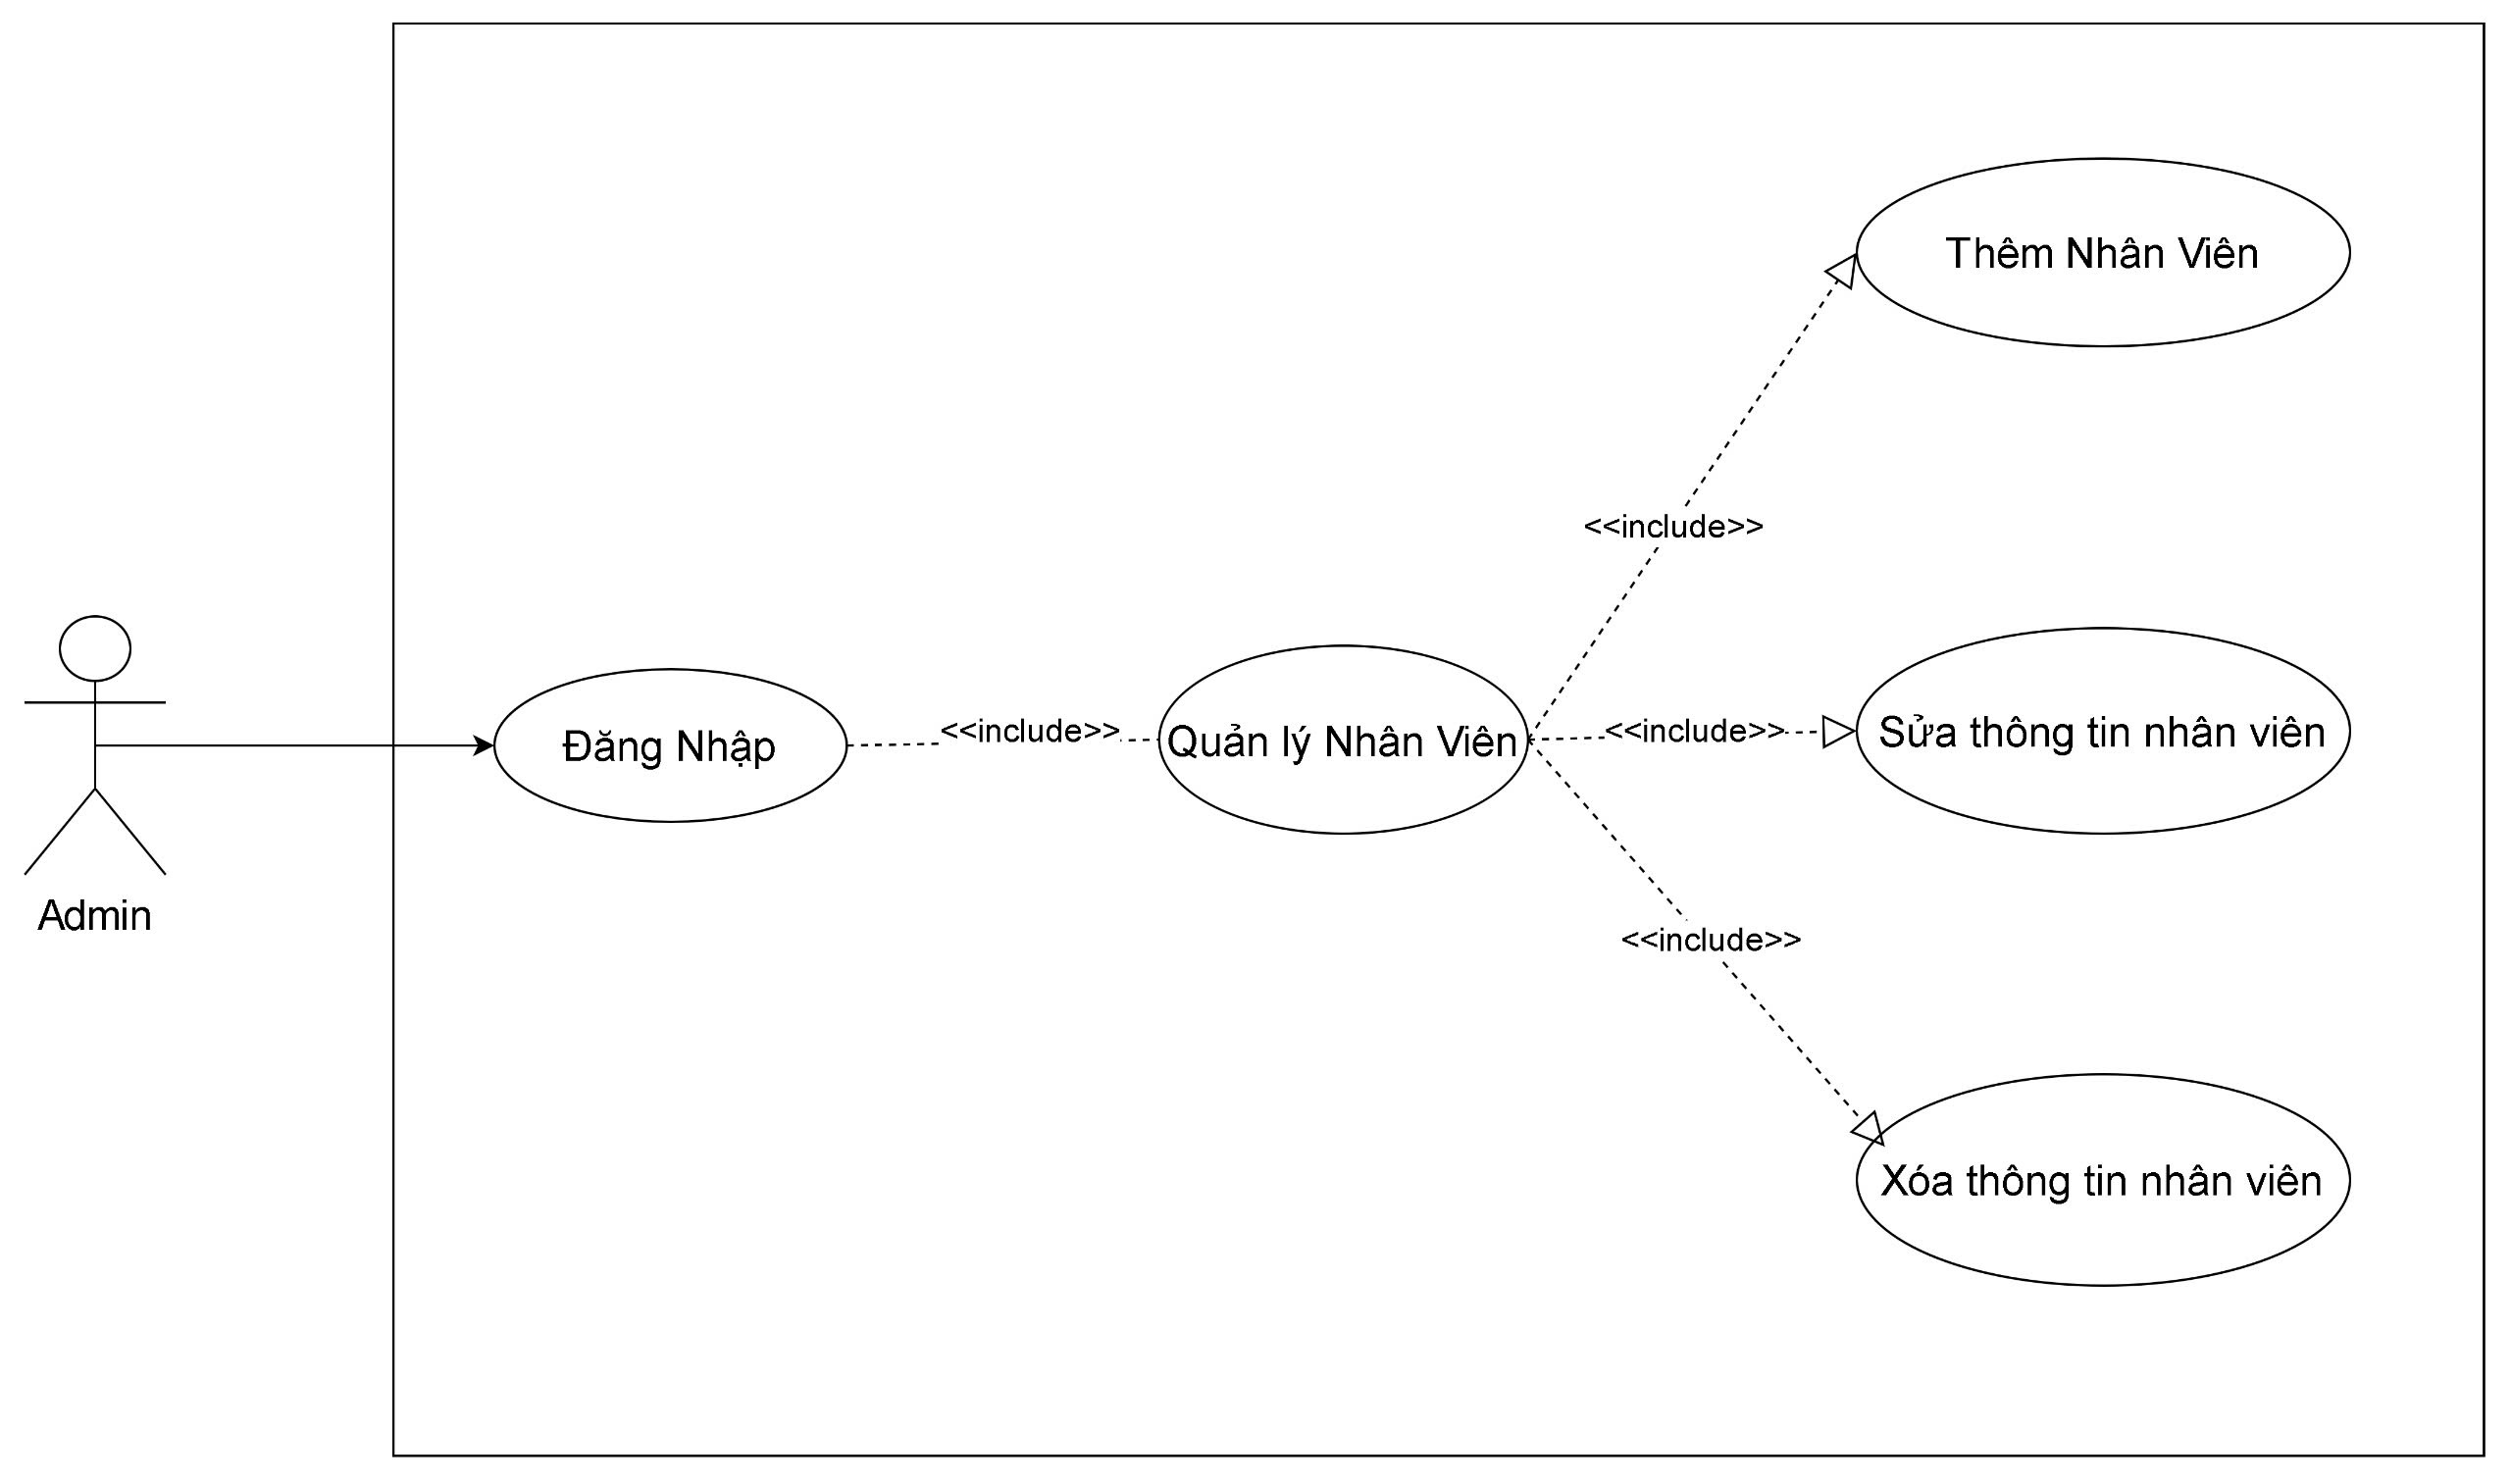 Thêm Nhân Viên
<<include>>
Đăng Nhập
<<include>>
Quản lý Nhân Viên
<<include>>
Sửa thông tin nhân viên
Admin
<<include>>
Xóa thông tin nhân viên